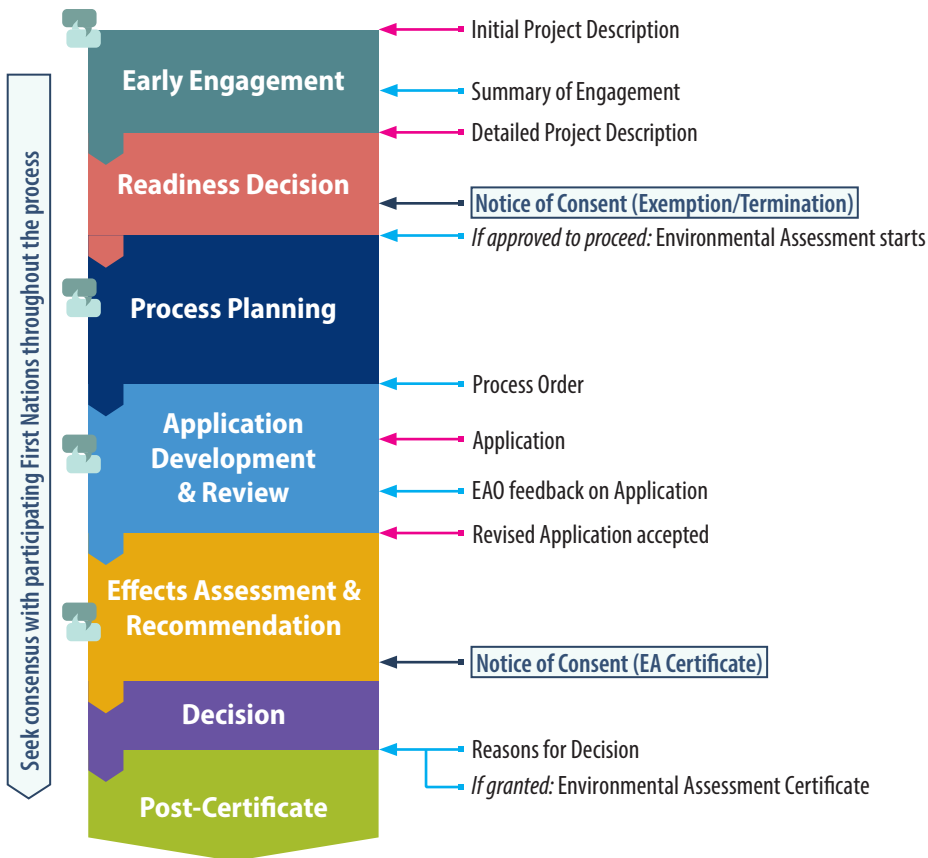 Seek consensus with participating First Nations throughout the process
Early Engagement
Initial Project Description
Summary of Engagement
Detailed Project Description
Readiness Decision
Notice of Consent (Exemption/Termination)
If approved to proceed: Environmental Assessment starts
Process Planning
Process Order
Application
Development
& Review
Application
EAO feedback on Application
Revised Application accepted
Effects Assessment &
Recommendation
Notice of Consent (EA Certificate)
Decision
Reasons for Decision
If granted: Environmental Assessment Certificate
Post-Certificate